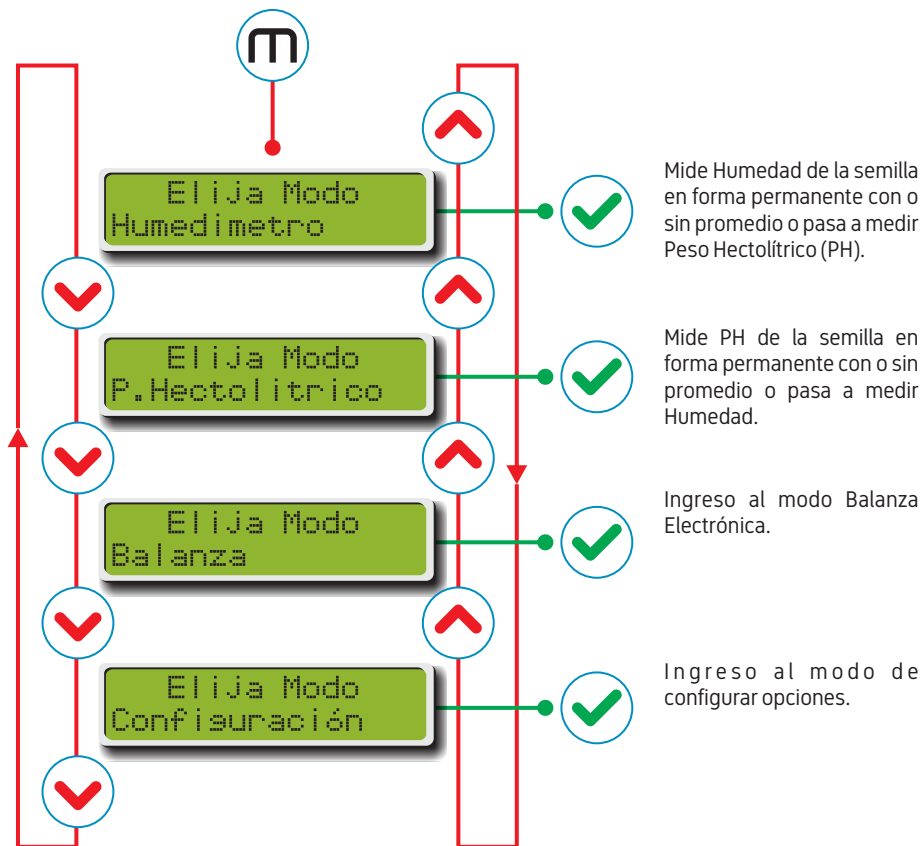 m
Elija Modo
Humedimetro
Mide Humedad de la semilla
en forma permanente con o
sin promedio o pasa a medir
Peso Hectolítrico (PH).
Elija Modo
P.Hectolitrico
Mide PH de la semilla en
forma permanente con o sin
promedio o pasa a medir
Humedad.
Elija Modo
Balanza
Ingreso al modo Balanza
Electrónica.
Elija Modo
Configuración
Ingreso al modo de
configurar opciones.